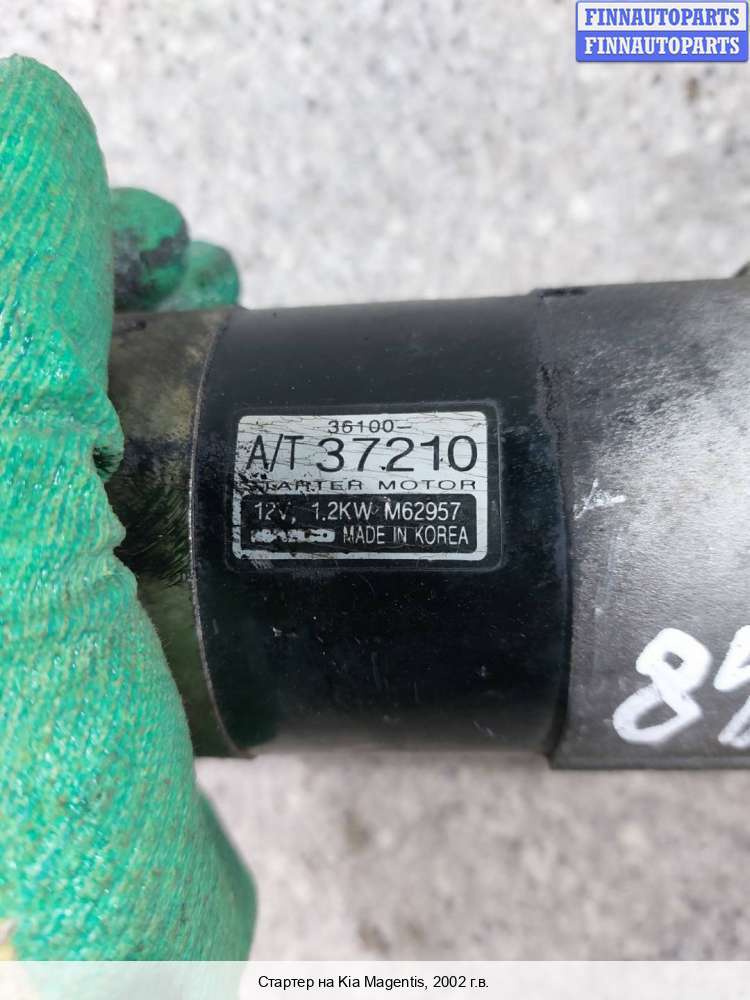 FINNAUTOPARTS
FINNAUTOPARTS
36100-
A/T 37210
STARTER MOTOR
12V, 1.2KW M62957
MADE IN KOREA
Стартер на Kia Magentis, 2002 г.в.